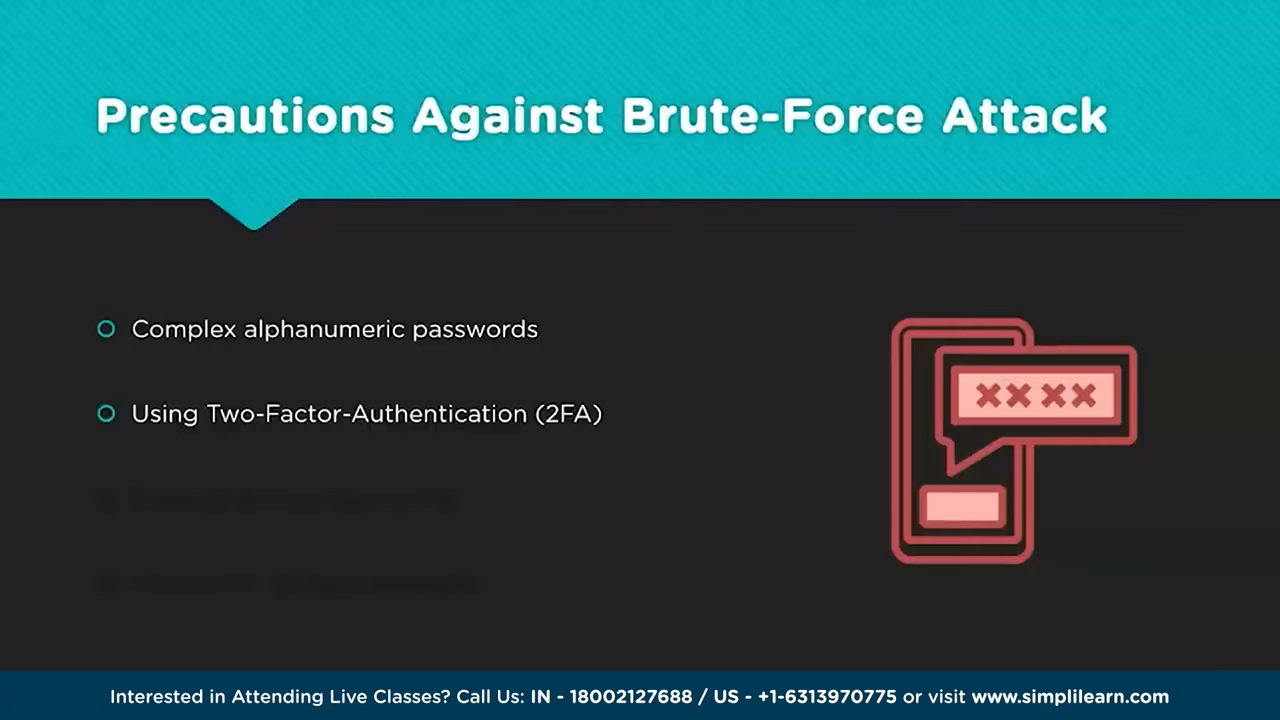 Precautions Against Brute-Force Attack
Complex alphanumeric passwords
Using Two-Factor-Authentication (2FA)
Interested in Attending Live Classes? Call Us: IN - 18002127688 / US - +1-6313970775 or visit www.simplilearn.com